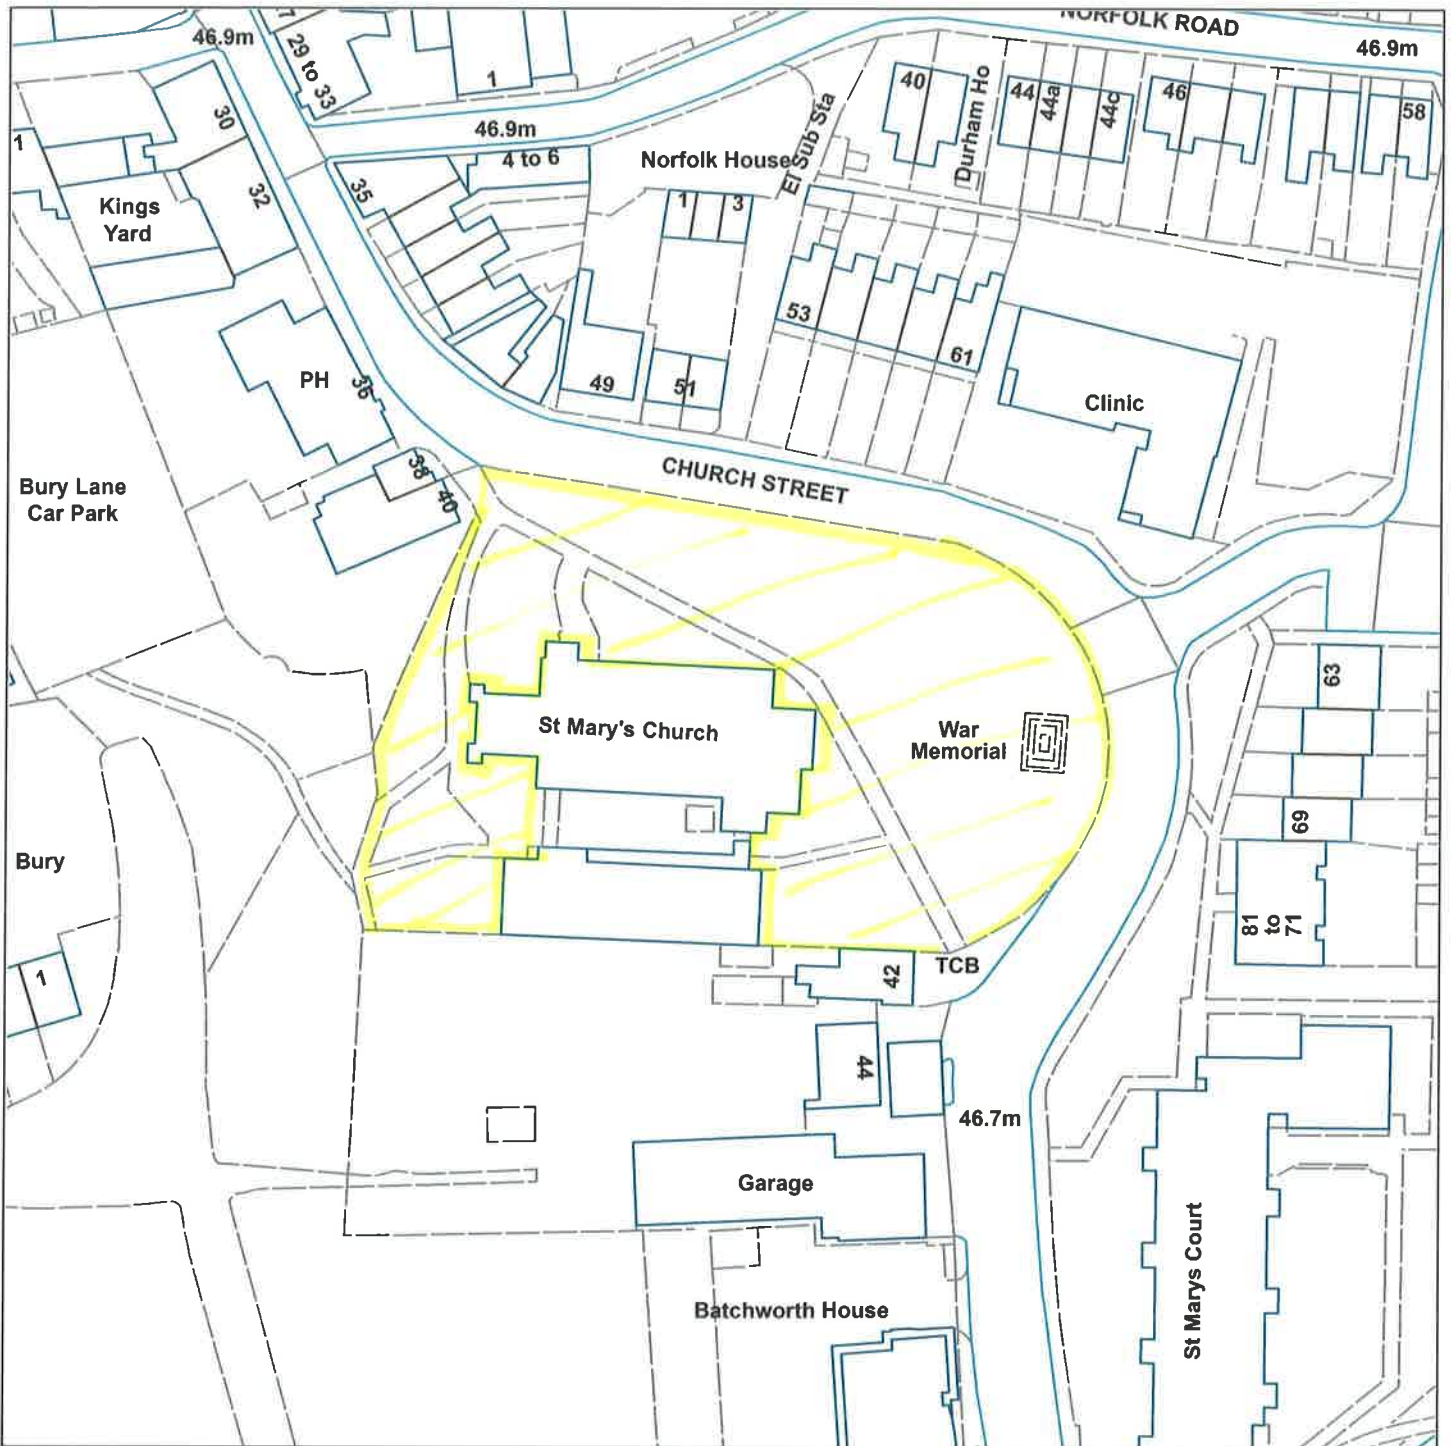 NORFOLK ROAD
46.9m
46.9m
29 to 33
1
30
46.9m
40
Durham Ho
44
44a
44c
46
58
1
El Sub Sta
4 to 6
Norfolk House
35
32
Kings
Yard
1
3
53
61
PH
36
49
51
Clinic
38
40
CHURCH STREET
Bury Lane
Car Park
63
St Mary's Church
War
Memorial
69
Bury
81
to
71
1
42
TCB
44
46.7m
Garage
St Marys Court
Batchworth House